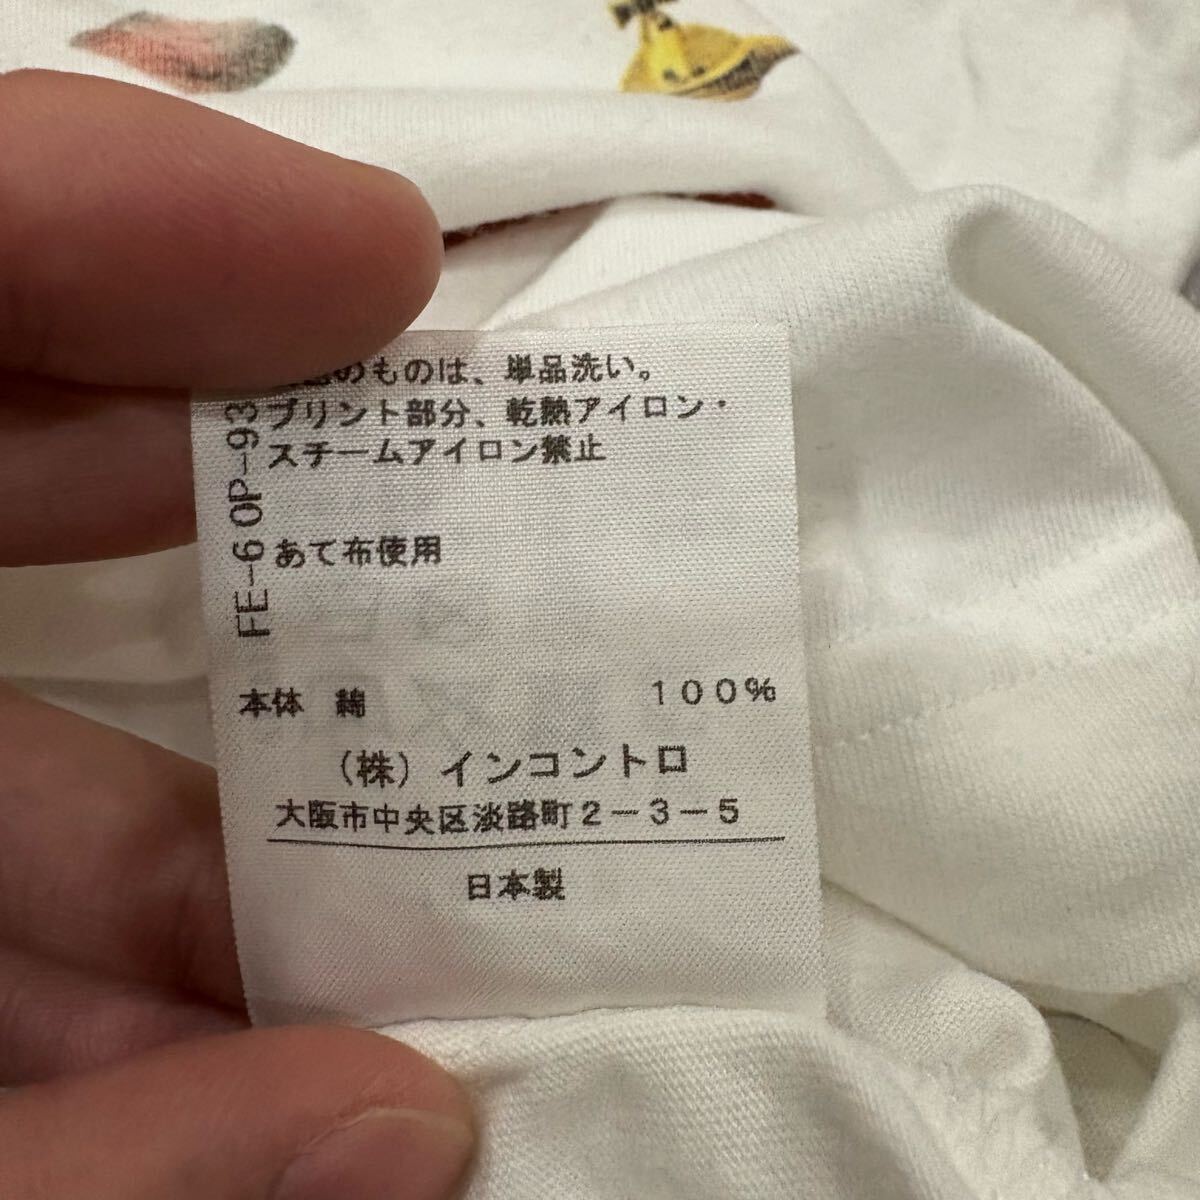 のものは、単品洗い。
プリント部分、乾熱アイロン・
スチームアイロン禁止
あて布使用
FE-6 OP-93
本体 綿 100%
(株)インコントロ
大阪市中央区淡路町2-3-5
日本製